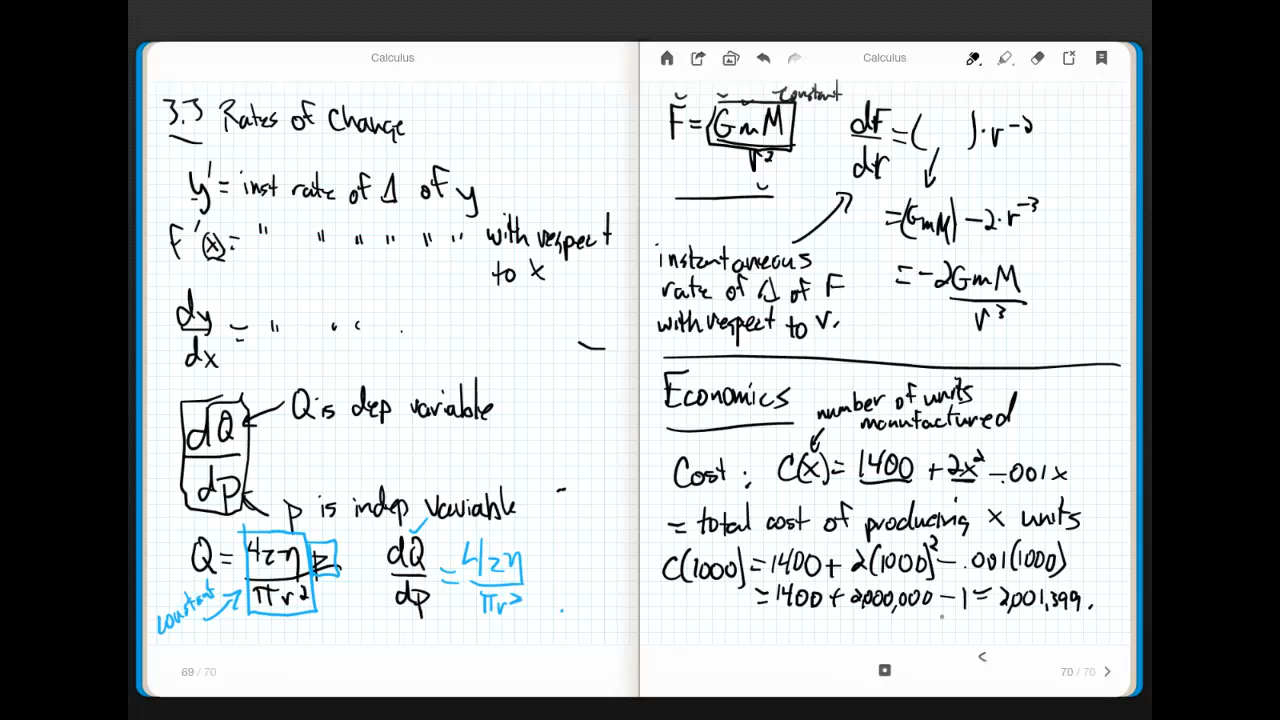 Calculus
3.3 Rates of Change
y' = inst rate of Δ of y
F'(x) = " " " " " " with respect
to x
dy/dx = " " "
dQ/dp
Q is dep variable
p is indep variable
Q = 4zη/πr² p
dQ/dp = 4zη/πr²
constant
69 / 70
Calculus
constant
F = GmM/r²
dF/dr = ( ) · r⁻²
= (GmM) -2 · r⁻³
= -2GmM/r³
instantaneous
rate of Δ of F
with respect to r.
Economics
number of units
manufactured
Cost: C(x) = 1400 + 2x² - .001x
= total cost of producing x units
C(1000) = 1400 + 2(1000)² - .001(1000)
= 1400 + 2,000,000 - 1 = 2,001,399.
70 / 70